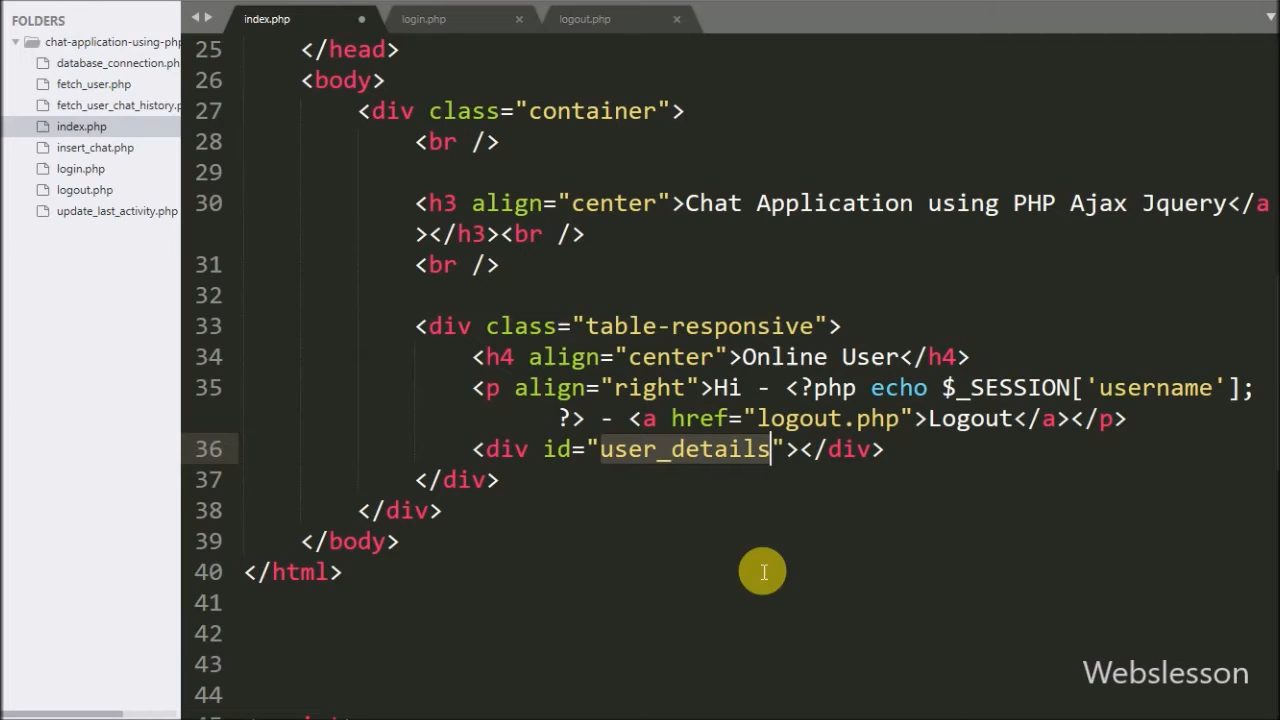 FOLDERS
chat-application-using-php
database_connection.ph
fetch_user.php
fetch_user_chat_history.p
index.php
insert_chat.php
login.php
logout.php
update_last_activity.php
index.php
login.php
logout.php
25 </head>
26 <body>
27 <div class="container">
28 <br />
29
30 <h3 align="center">Chat Application using PHP Ajax Jquery</a
></h3><br />
31 <br />
32
33 <div class="table-responsive">
34 <h4 align="center">Online User</h4>
35 <p align="right">Hi - <?php echo $_SESSION['username'];
?> - <a href="logout.php">Logout</a></p>
36 <div id="user_details"></div>
37 </div>
38 </div>
39 </body>
40 </html>
41
42
43
44
Webslesson